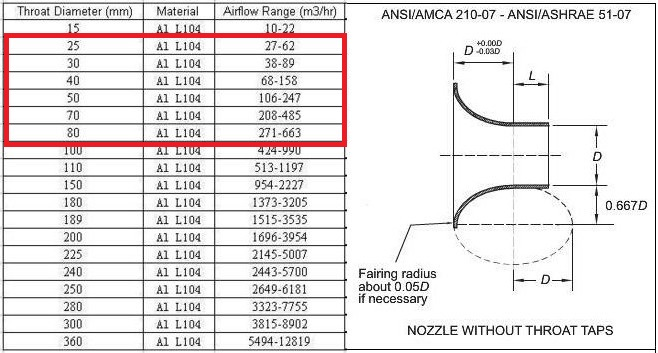 Throat Diameter (mm) Material Airflow Range (m3/hr)
15 Al L104 10-22
25 Al L104 27-62
30 Al L104 38-89
40 Al L104 68-158
50 Al L104 106-247
70 Al L104 208-485
80 Al L104 271-663
100 Al L104 424-990
110 Al L104 513-1197
150 Al L104 954-2227
180 Al L104 1373-3205
189 Al L104 1515-3535
200 Al L104 1696-3954
225 Al L104 2145-5007
240 Al L104 2443-5700
250 Al L104 2649-6181
280 Al L104 3323-7755
300 Al L104 3815-8902
360 Al L104 5494-12819
ANSI/AMCA 210-07 - ANSI/ASHRAE 51-07
D +0.00D -0.03D
L
D
0.667D
D
Fairing radius
about 0.05D
if necessary
NOZZLE WITHOUT THROAT TAPS